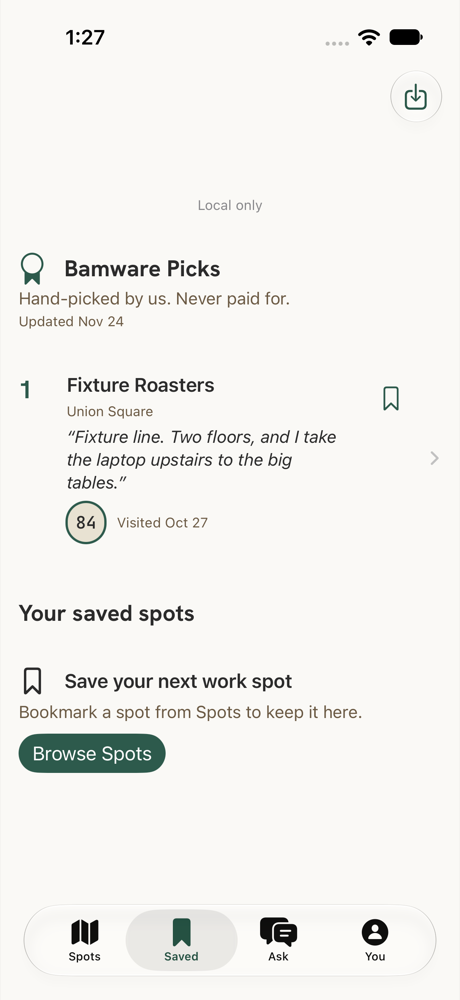 1:27
Local only
Bamware Picks
Hand-picked by us. Never paid for.
Updated Nov 24
1
Fixture Roasters
Union Square
“Fixture line. Two floors, and I take
the laptop upstairs to the big
tables.”
84
Visited Oct 27
Your saved spots
Save your next work spot
Bookmark a spot from Spots to keep it here.
Browse Spots
Spots
Saved
Ask
You